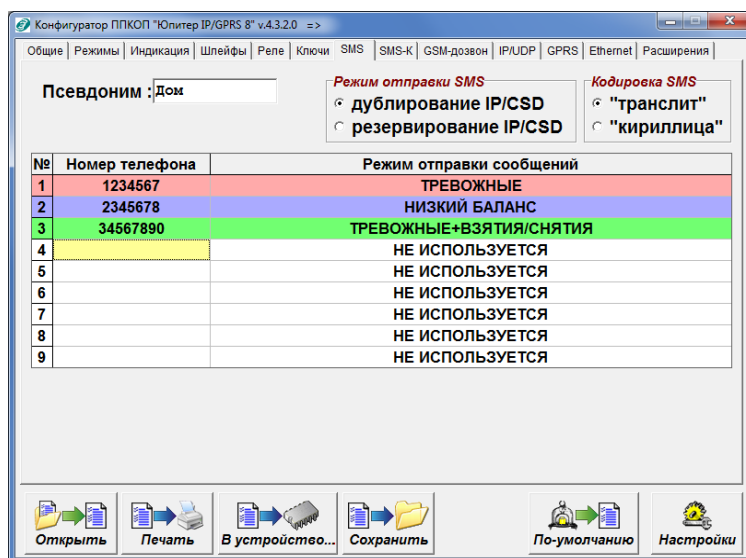 Конфигуратор ППКОП "Юпитер IP/GPRS 8" v.4.3.2.0 =>
Общие Режимы Индикация Шлейфы Реле Ключи SMS SMS-K GSM-дозвон IP/UDP GPRS Ethernet Расширения
Псевдоним : Дом
Режим отправки SMS
дублирование IP/CSD
резервирование IP/CSD
Кодировка SMS
"транслит"
"кириллица"
№ Номер телефона Режим отправки сообщений
1 1234567 ТРЕВОЖНЫЕ
2 2345678 НИЗКИЙ БАЛАНС
3 34567890 ТРЕВОЖНЫЕ+ВЗЯТИЯ/СНЯТИЯ
4 НЕ ИСПОЛЬЗУЕТСЯ
5 НЕ ИСПОЛЬЗУЕТСЯ
6 НЕ ИСПОЛЬЗУЕТСЯ
7 НЕ ИСПОЛЬЗУЕТСЯ
8 НЕ ИСПОЛЬЗУЕТСЯ
9 НЕ ИСПОЛЬЗУЕТСЯ
Открыть Печать В устройство... Сохранить По-умолчанию Настройки